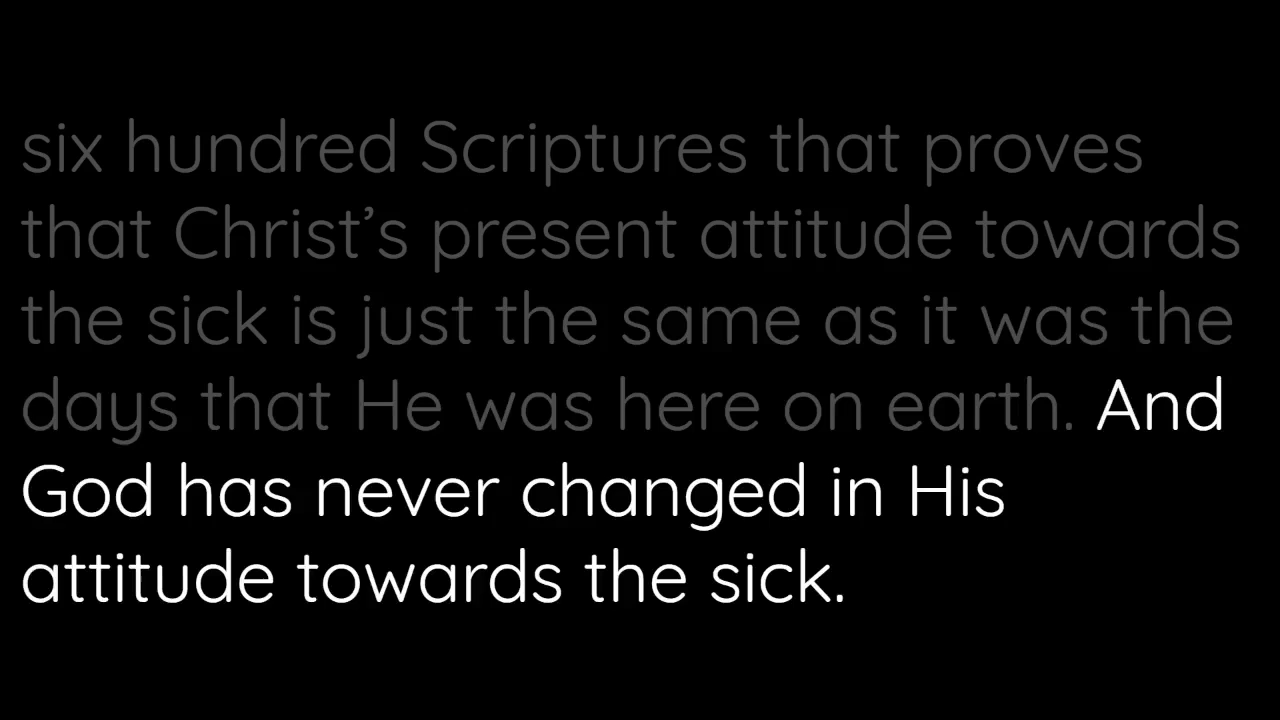 six hundred Scriptures that proves
that Christ’s present attitude towards
the sick is just the same as it was the
days that He was here on earth. And
God has never changed in His
attitude towards the sick.